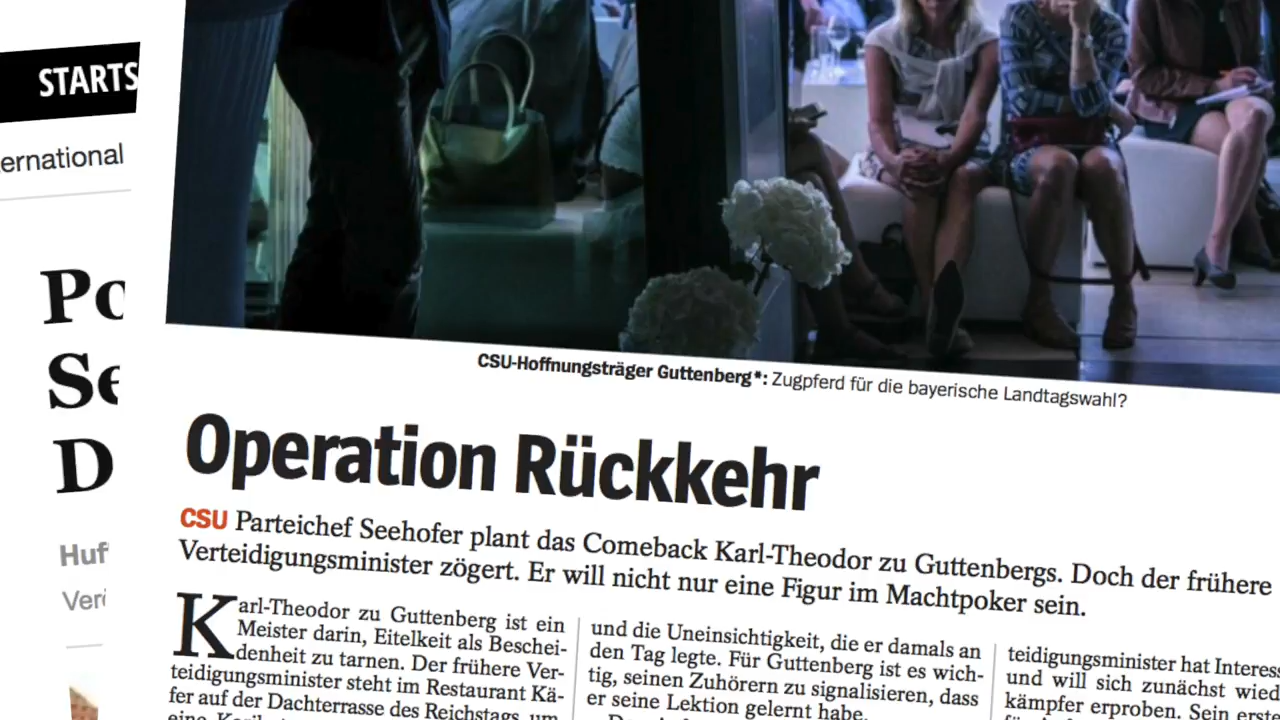 STARTS
ernational
Po
Se
D
Huf
Verö
CSU-Hoffnungsträger Guttenberg*: Zugpferd für die bayerische Landtagswahl?
Operation Rückkehr
CSU Parteichef Seehofer plant das Comeback Karl-Theodor zu Guttenbergs. Doch der frühere
Verteidigungsminister zögert. Er will nicht nur eine Figur im Machtpoker sein.
Karl-Theodor zu Guttenberg ist ein
Meister darin, Eitelkeit als Beschei-
denheit zu tarnen. Der frühere Ver-
teidigungsminister steht im Restaurant Kä-
fer auf der Dachterrasse des Reichstags, um
und die Uneinsichtigkeit, die er damals an
den Tag legte. Für Guttenberg ist es wich-
tig, seinen Zuhörern zu signalisieren, dass
er seine Lektion gelernt habe.
teidigungsminister hat Interess
und will sich zunächst wied
kämpfer erproben. Sein erste